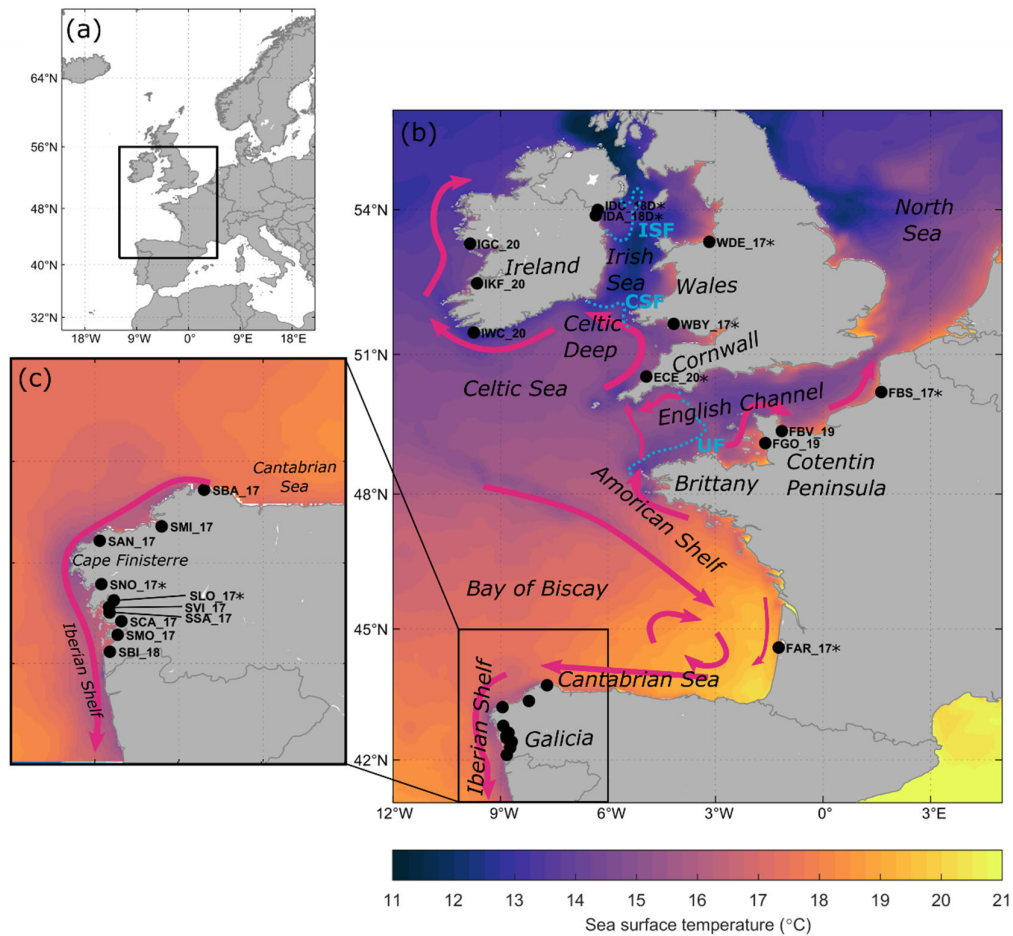 (a)
64°N
56°N
48°N
40°N
32°N
18°W
9°W
0°W
9°W
18°W
(b)
54°N
51°N
48°N
45°N
42°N
12°W
9°W
6°W
3°W
0°
3°E
IDC_18D*
IDA_18D*
ISF
North
Sea
IGC_20
Ireland
Irish
Sea
WDE_17*
IKF_20
Wales
CSF
IWC_20
Celtic
Deep
WBY_17*
Cornwall
Celtic Sea
ECE_20*
English Channel
FBS_17*
FBV_19
FGO_19
UF
Cotentin
Peninsula
Brittany
Amorican Shelf
Bay of Biscay
FAR_17*
Cantabrian Sea
Iberian Shelf
Galicia
(c)
Cantabrian
Sea
SBA_17
SMI_17
SAN_17
Cape Finisterre
SNO_17*
SLO_17*
SVI_17
SSA_17
SCA_17
SMO_17
SBI_18
Iberian Shelf
11 12 13 14 15 16 17 18 19 20 21
Sea surface temperature (°C)